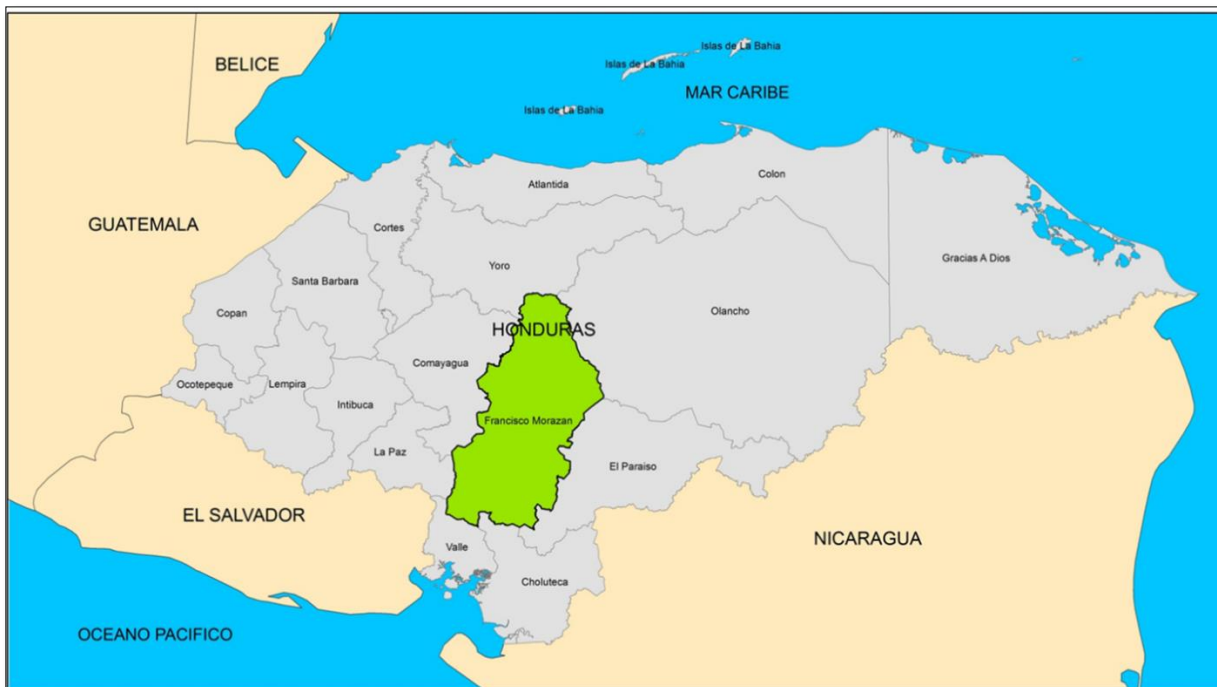 BELICE
Islas de La Bahia
Islas de La Bahia
MAR CARIBE
Islas de La Bahia
Atlantida
Colon
GUATEMALA
Cortes
Yoro
Gracias A Dios
Santa Barbara
Copan
Olancho
HONDURAS
Comayagua
Ocotepeque
Lempira
Intibuca
Francisco Morazan
La Paz
El Paraiso
EL SALVADOR
NICARAGUA
Valle
Choluteca
OCEANO PACIFICO